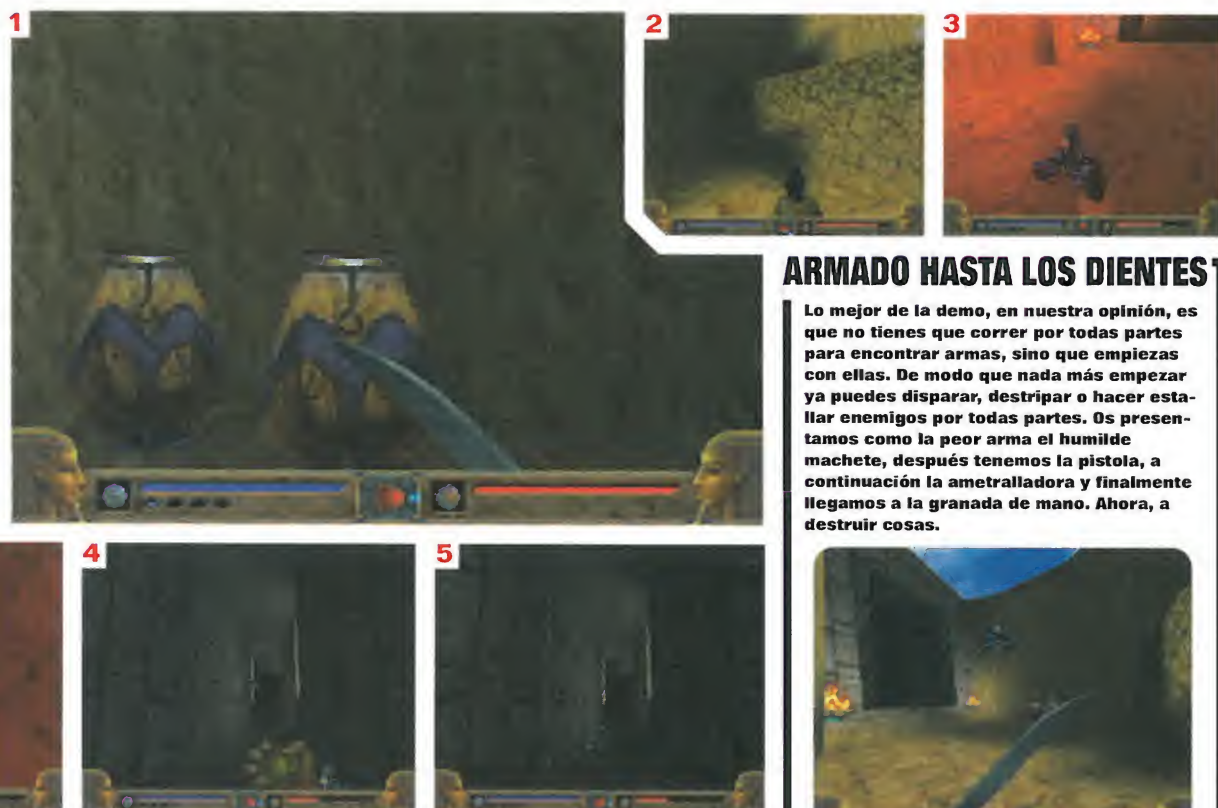 1
2
3
ARMADO HASTA LOS DIENTES
Lo mejor de la demo, en nuestra opinión, es
que no tienes que correr por todas partes
para encontrar armas, sino que empiezas
con ellas. De modo que nada más empezar
ya puedes disparar, destripar o hacer esta-
llar enemigos por todas partes. Os presen-
tamos como la peor arma el humilde
machete, después tenemos la pistola, a
continuación la ametralladora y finalmente
llegamos a la granada de mano. Ahora, a
destruir cosas.
4
5